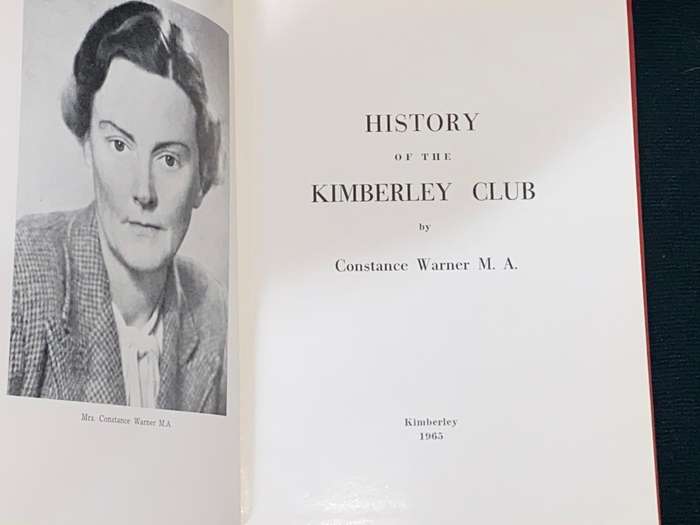 Mrs. Constance Warner M.A.
HISTORY
OF THE
KIMBERLEY CLUB
by
Constance Warner M. A.
Kimberley
1965